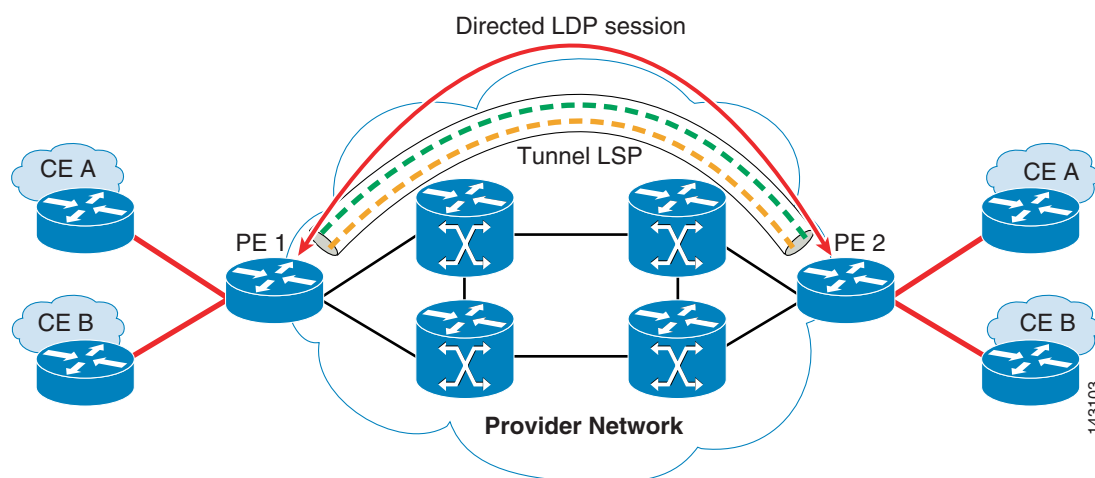 Directed LDP session
Tunnel LSP
CE A
CE A
PE 1
PE 2
CE B
CE B
Provider Network
143103